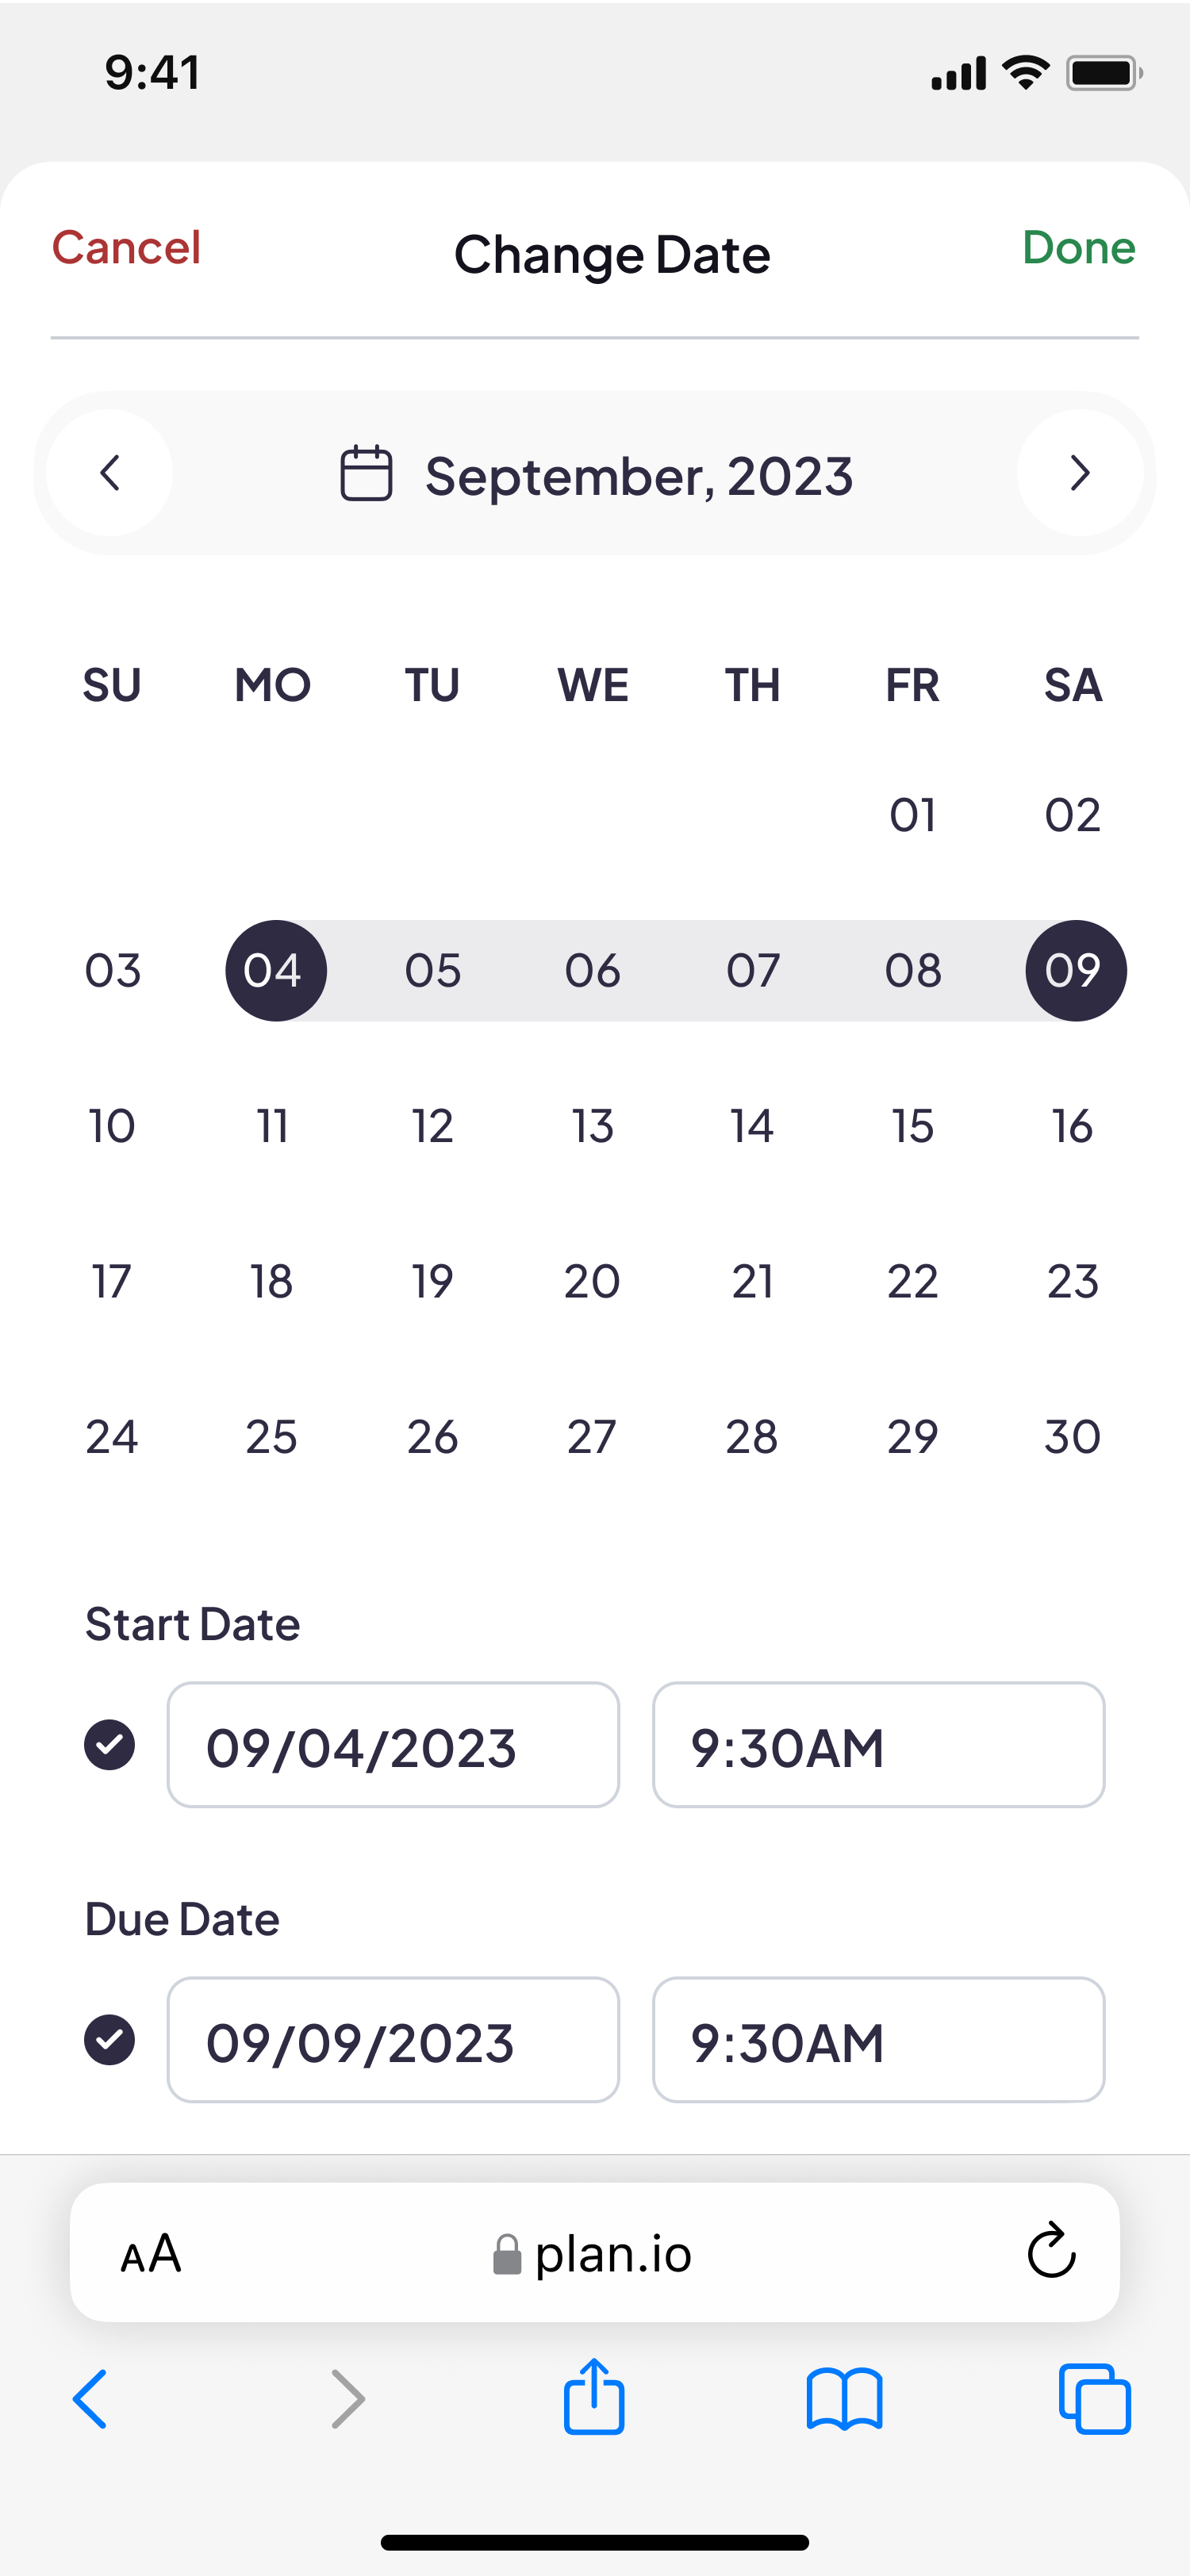 9:41
Cancel Change Date Done
September, 2023
SU MO TU WE TH FR SA
01 02
03 04 05 06 07 08 09
10 11 12 13 14 15 16
17 18 19 20 21 22 23
24 25 26 27 28 29 30
Start Date
09/04/2023 9:30AM
Due Date
09/09/2023 9:30AM
AA plan.io